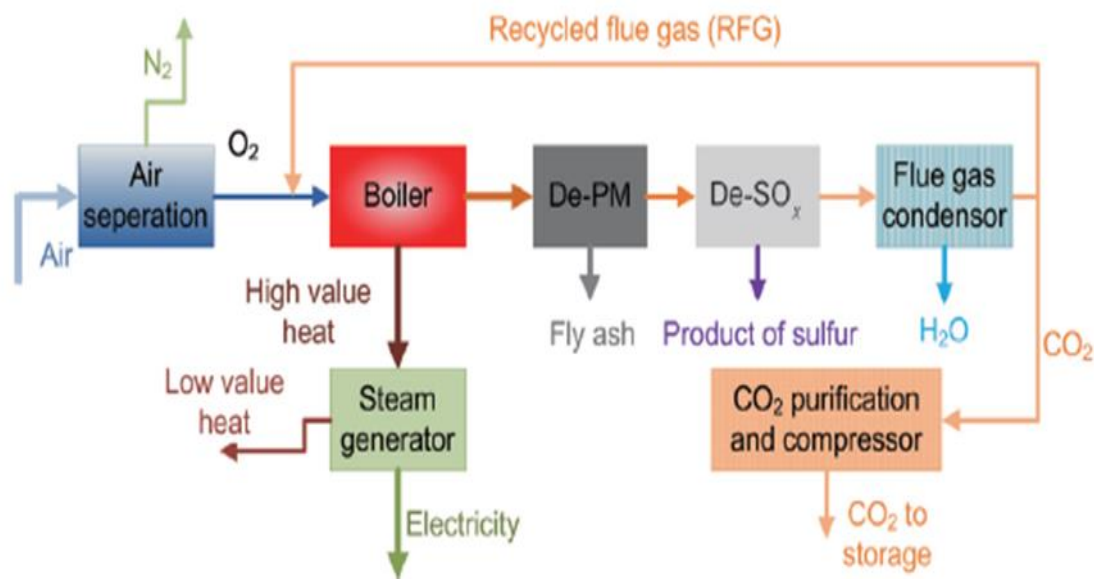 Recycled flue gas (RFG)
N₂
O₂
Air
seperation
Boiler
De-PM
De-SOₓ
Flue gas
condensor
Air
High value
heat
Fly ash
Product of sulfur
H₂O
CO₂
Low value
heat
Steam
generator
CO₂ purification
and compressor
Electricity
CO₂ to
storage